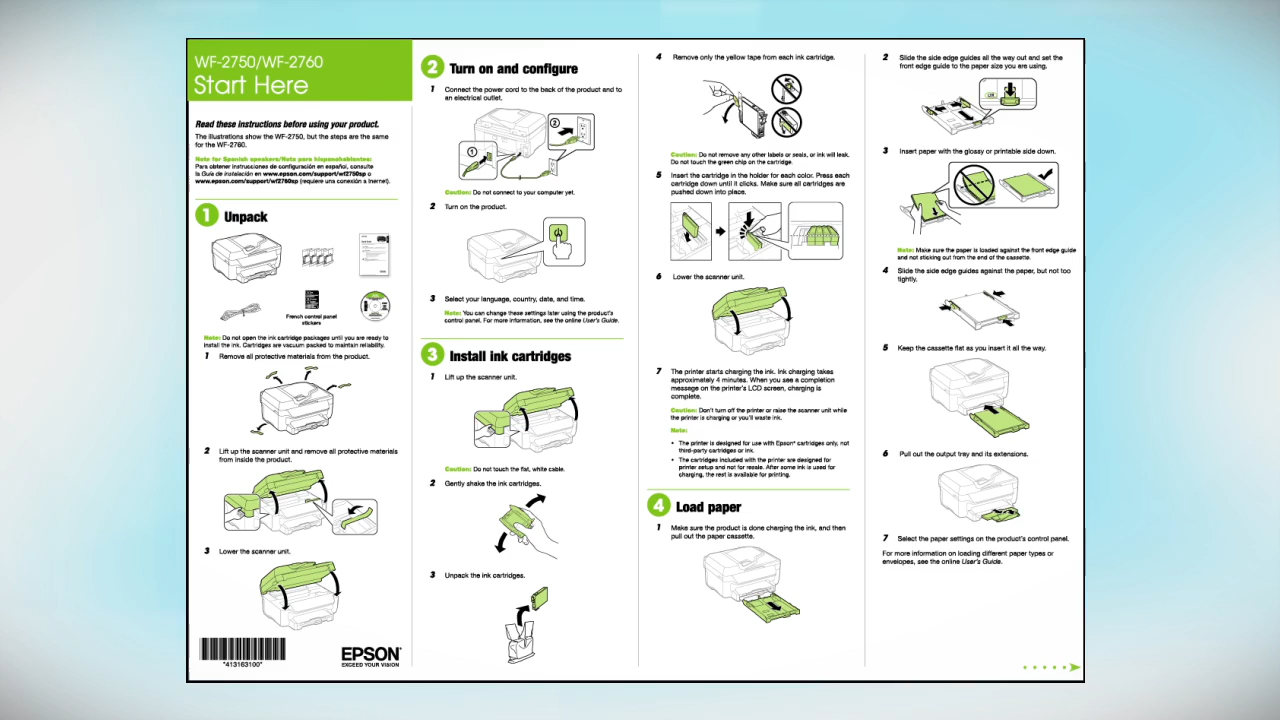 WF-2750/WF-2760
Start Here
Read these instructions before using your product.
The illustrations show the WF-2750, but the steps are the same
for the WF-2760.
Note for Spanish speakers/Nota para hispanohablantes:
Para obtener instrucciones de configuración en español, consulte
la Guía de instalación en www.epson.com/support/wf2750sp o
www.epson.com/support/wf2760sp (requiere una conexión a Internet).
1 Unpack
French control panel
stickers
Note: Do not open the ink cartridge packages until you are ready to
install the ink. Cartridges are vacuum packed to maintain reliability.
1 Remove all protective materials from the product.
2 Lift up the scanner unit and remove all protective materials
from inside the product.
3 Lower the scanner unit.
*413163100*
EPSON
EXCEED YOUR VISION
2 Turn on and configure
1 Connect the power cord to the back of the product and to
an electrical outlet.
1
2
Caution: Do not connect to your computer yet.
2 Turn on the product.
3 Select your language, country, date, and time.
Note: You can change these settings later using the product's
control panel. For more information, see the online User's Guide.
3 Install ink cartridges
1 Lift up the scanner unit.
Caution: Do not touch the flat, white cable.
2 Gently shake the ink cartridges.
3 Unpack the ink cartridges.
4 Remove only the yellow tape from each ink cartridge.
Caution: Do not remove any other labels or seals, or ink will leak.
Do not touch the green chip on the cartridge.
5 Insert the cartridge in the holder for each color. Press each
cartridge down until it clicks. Make sure all cartridges are
pushed down into place.
6 Lower the scanner unit.
7 The printer starts charging the ink. Ink charging takes
approximately 4 minutes. When you see a completion
message on the printer's LCD screen, charging is
complete.
Caution: Don't turn off the printer or raise the scanner unit while
the printer is charging or you'll waste ink.
Note:
• The printer is designed for use with Epson® cartridges only, not
third-party cartridges or ink.
• The cartridges included with the printer are designed for
printer setup and not for resale. After some ink is used for
charging, the rest is available for printing.
4 Load paper
1 Make sure the product is done charging the ink, and then
pull out the paper cassette.
2 Slide the side edge guides all the way out and set the
front edge guide to the paper size you are using.
3 Insert paper with the glossy or printable side down.
Note: Make sure the paper is loaded against the front edge guide
and not sticking out from the end of the cassette.
4 Slide the side edge guides against the paper, but not too
tightly.
5 Keep the cassette flat as you insert it all the way.
6 Pull out the output tray and its extensions.
7 Select the paper settings on the product's control panel.
For more information on loading different paper types or
envelopes, see the online User's Guide.